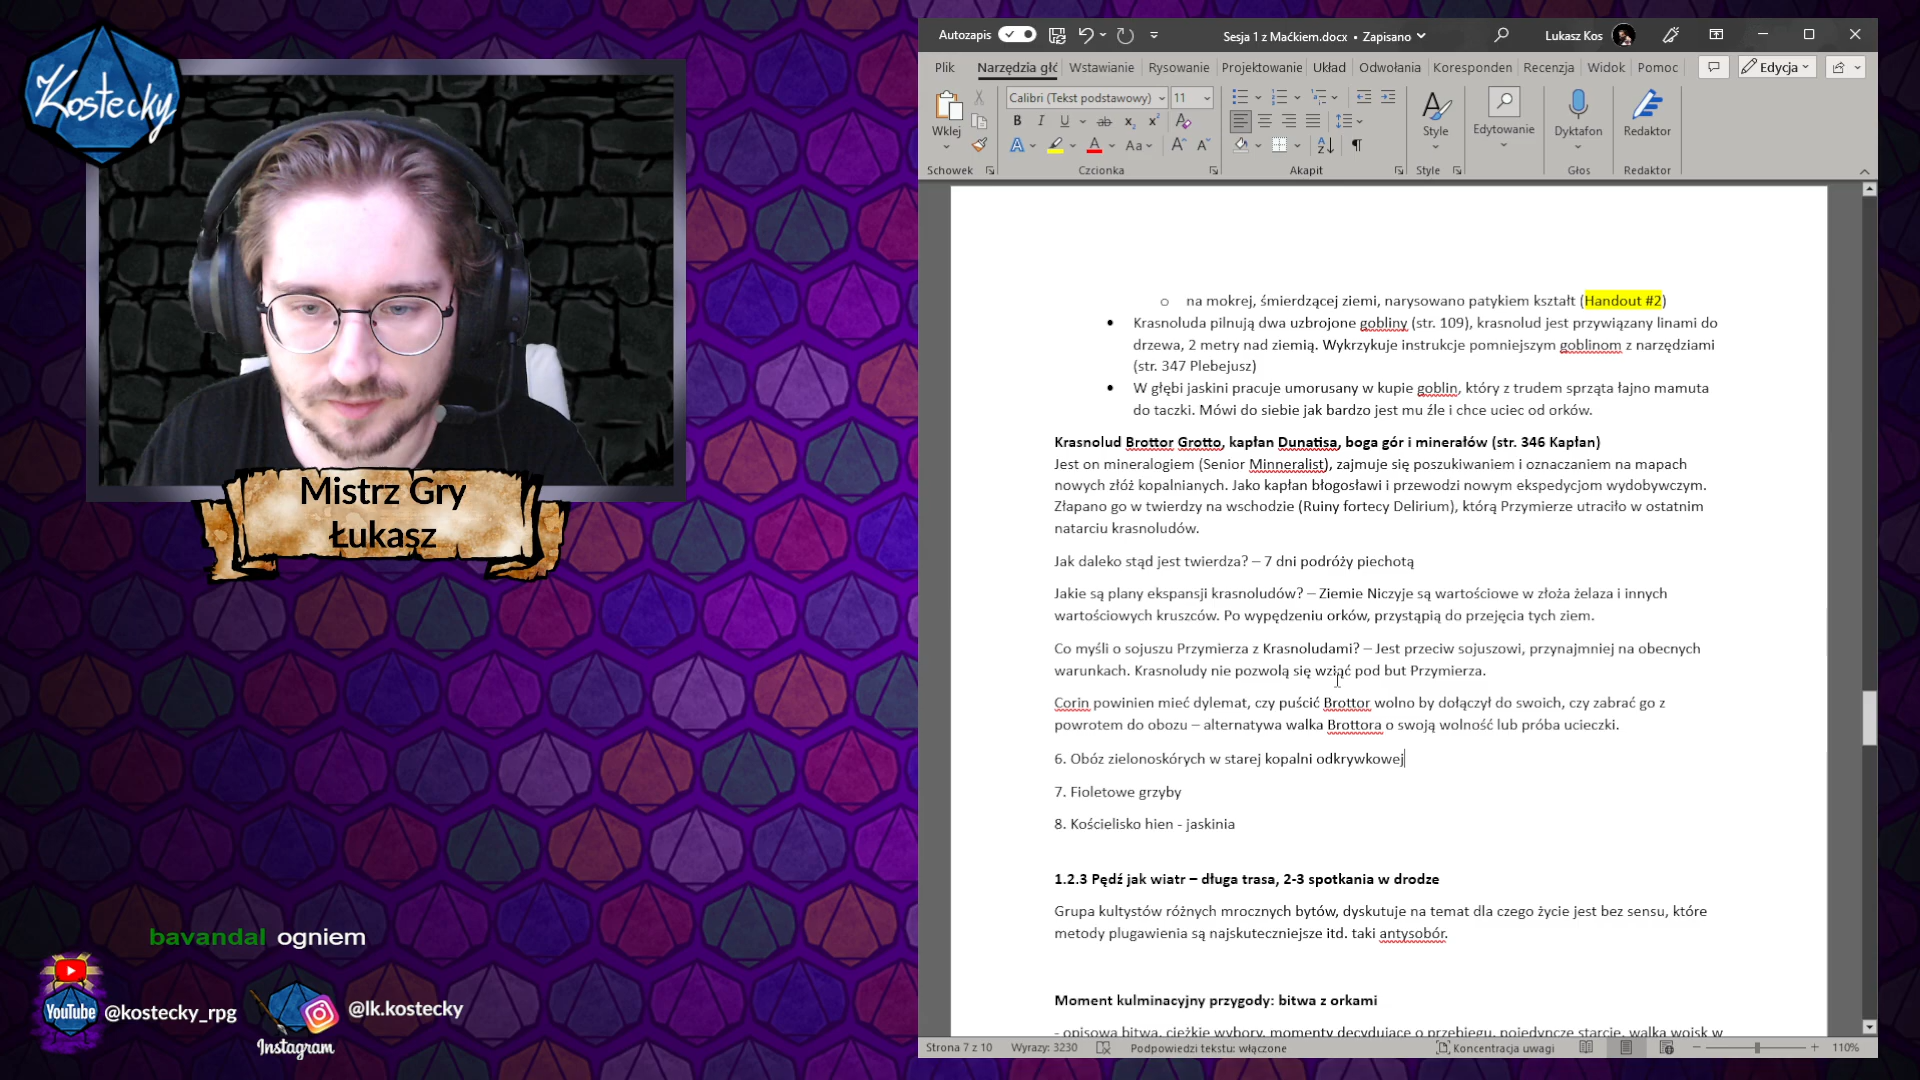 Kostecky
Mistrz Gry
Łukasz
bavandal ogniem
YouTube
@kostecky_rpg
Instagram
@lk.kostecky
Autozapis
Sesja 1 z Maćkiem.docx • Zapisano
Lukasz Kos
Plik
Narzędzia głć
Wstawianie
Rysowanie
Projektowanie
Układ
Odwołania
Koresponden
Recenzja
Widok
Pomoc
Edycja
Wklej
Calibri (Tekst podstawowy)
11
Style
Edytowanie
Dyktafon
Redaktor
Schowek
Czcionka
Akapit
Style
Głos
Redaktor
o na mokrej, śmierdzącej ziemi, narysowano patykiem kształt (Handout #2)
• Krasnoluda pilnują dwa uzbrojone gobliny (str. 109), krasnolud jest przywiązany linami do
drzewa, 2 metry nad ziemią. Wykrzykuje instrukcje pomniejszym goblinom z narzędziami
(str. 347 Plebejusz)
• W głębi jaskini pracuje umorusany w kupie goblin, który z trudem sprząta łajno mamuta
do taczki. Mówi do siebie jak bardzo jest mu źle i chce uciec od orków.
Krasnolud Brottor Grotto, kapłan Dunatisa, boga gór i minerałów (str. 346 Kapłan)
Jest on mineralogiem (Senior Minneralist), zajmuje się poszukiwaniem i oznaczaniem na mapach
nowych złóż kopalnianych. Jako kapłan błogosławi i przewodzi nowym ekspedycjom wydobywczym.
Złapano go w twierdzy na wschodzie (Ruiny fortecy Delirium), którą Przymierze utraciło w ostatnim
natarciu krasnoludów.
Jak daleko stąd jest twierdza? – 7 dni podróży piechotą
Jakie są plany ekspansji krasnoludów? – Ziemie Niczyje są wartościowe w złoża żelaza i innych
wartościowych kruszców. Po wypędzeniu orków, przystąpią do przejęcia tych ziem.
Co myśli o sojuszu Przymierza z Krasnoludami? – Jest przeciw sojuszowi, przynajmniej na obecnych
warunkach. Krasnoludy nie pozwolą się wziąć pod but Przymierza.
Corin powinien mieć dylemat, czy puścić Brottor wolno by dołączył do swoich, czy zabrać go z
powrotem do obozu – alternatywa walka Brottora o swoją wolność lub próba ucieczki.
6. Obóz zielonoskórych w starej kopalni odkrywkowej
7. Fioletowe grzyby
8. Kościelisko hien - jaskinia
1.2.3 Pędź jak wiatr – długa trasa, 2-3 spotkania w drodze
Grupa kultystów różnych mrocznych bytów, dyskutuje na temat dla czego życie jest bez sensu, które
metody plugawienia są najskuteczniejsze itd. taki antysobór.
Moment kulminacyjny przygody: bitwa z orkami
- opisowa bitwa, ciężkie wybory, momenty decydujące o przebiegu, pojedyncze starcie, walka wojsk w
Strona 7 z 10
Wyrazy: 3230
Podpowiedzi tekstu: włączone
Koncentracja uwagi
110%